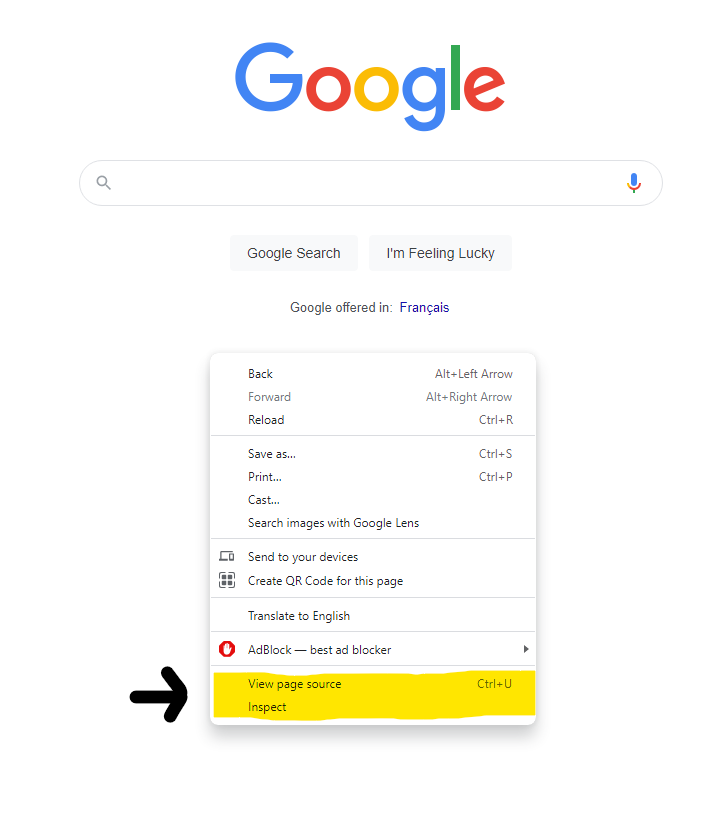 Google
Google Search I'm Feeling Lucky
Google offered in: Français
Back Alt+Left Arrow
Forward Alt+Right Arrow
Reload Ctrl+R
Save as... Ctrl+S
Print... Ctrl+P
Cast...
Search images with Google Lens
Send to your devices
Create QR Code for this page
Translate to English
AdBlock — best ad blocker
View page source Ctrl+U
Inspect